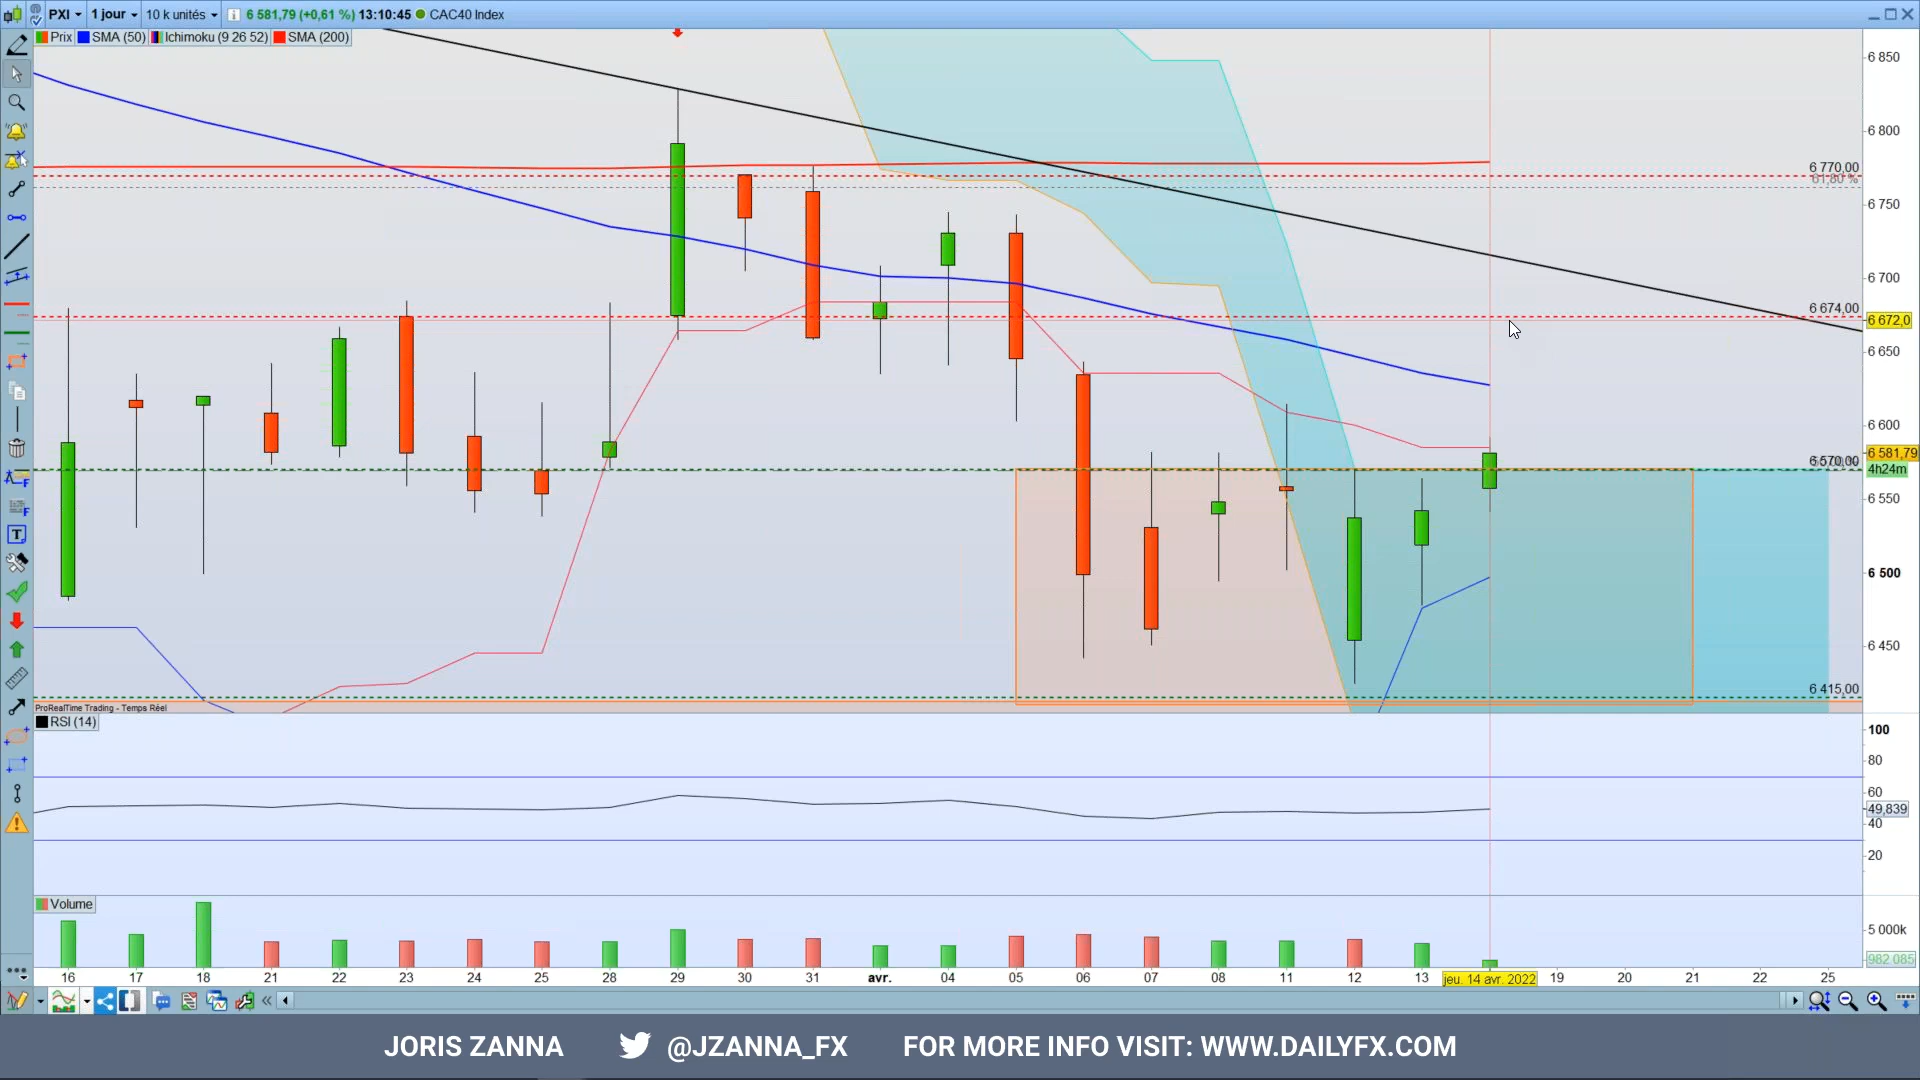 PXI 1 jour 10 k unités 6 581,79 (+0,61 %) 13:10:45 CAC40 Index
Prix SMA (50) Ichimoku (9 26 52) SMA (200)
6 850
6 800
6 770,00
61,80 %
6 750
6 700
6 674,00
6 672,0
6 650
6 600
6 581,79
6 570,00
4h24m
6 550
6 500
6 450
6 415,00
ProRealTime Trading - Temps Réel
RSI (14)
100
80
60
49,839
40
20
Volume
5 000k
982 085
16 17 18 21 22 23 24 25 28 29 30 31 avr. 04 05 06 07 08 11 12 13 jeu. 14 avr. 2022 19 20 21 22 25
JORIS ZANNA @JZANNA_FX FOR MORE INFO VISIT: WWW.DAILYFX.COM